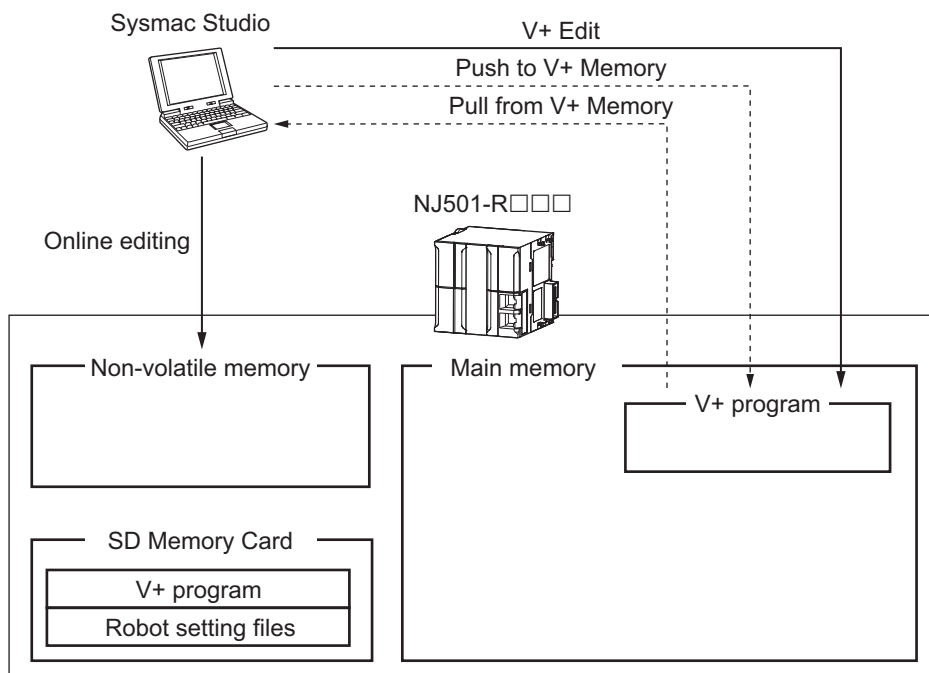 Sysmac Studio
V+ Edit
Push to V+ Memory
Pull from V+ Memory
NJ501-R□□□
Online editing
Non-volatile memory
Main memory
V+ program
SD Memory Card
V+ program
Robot setting files